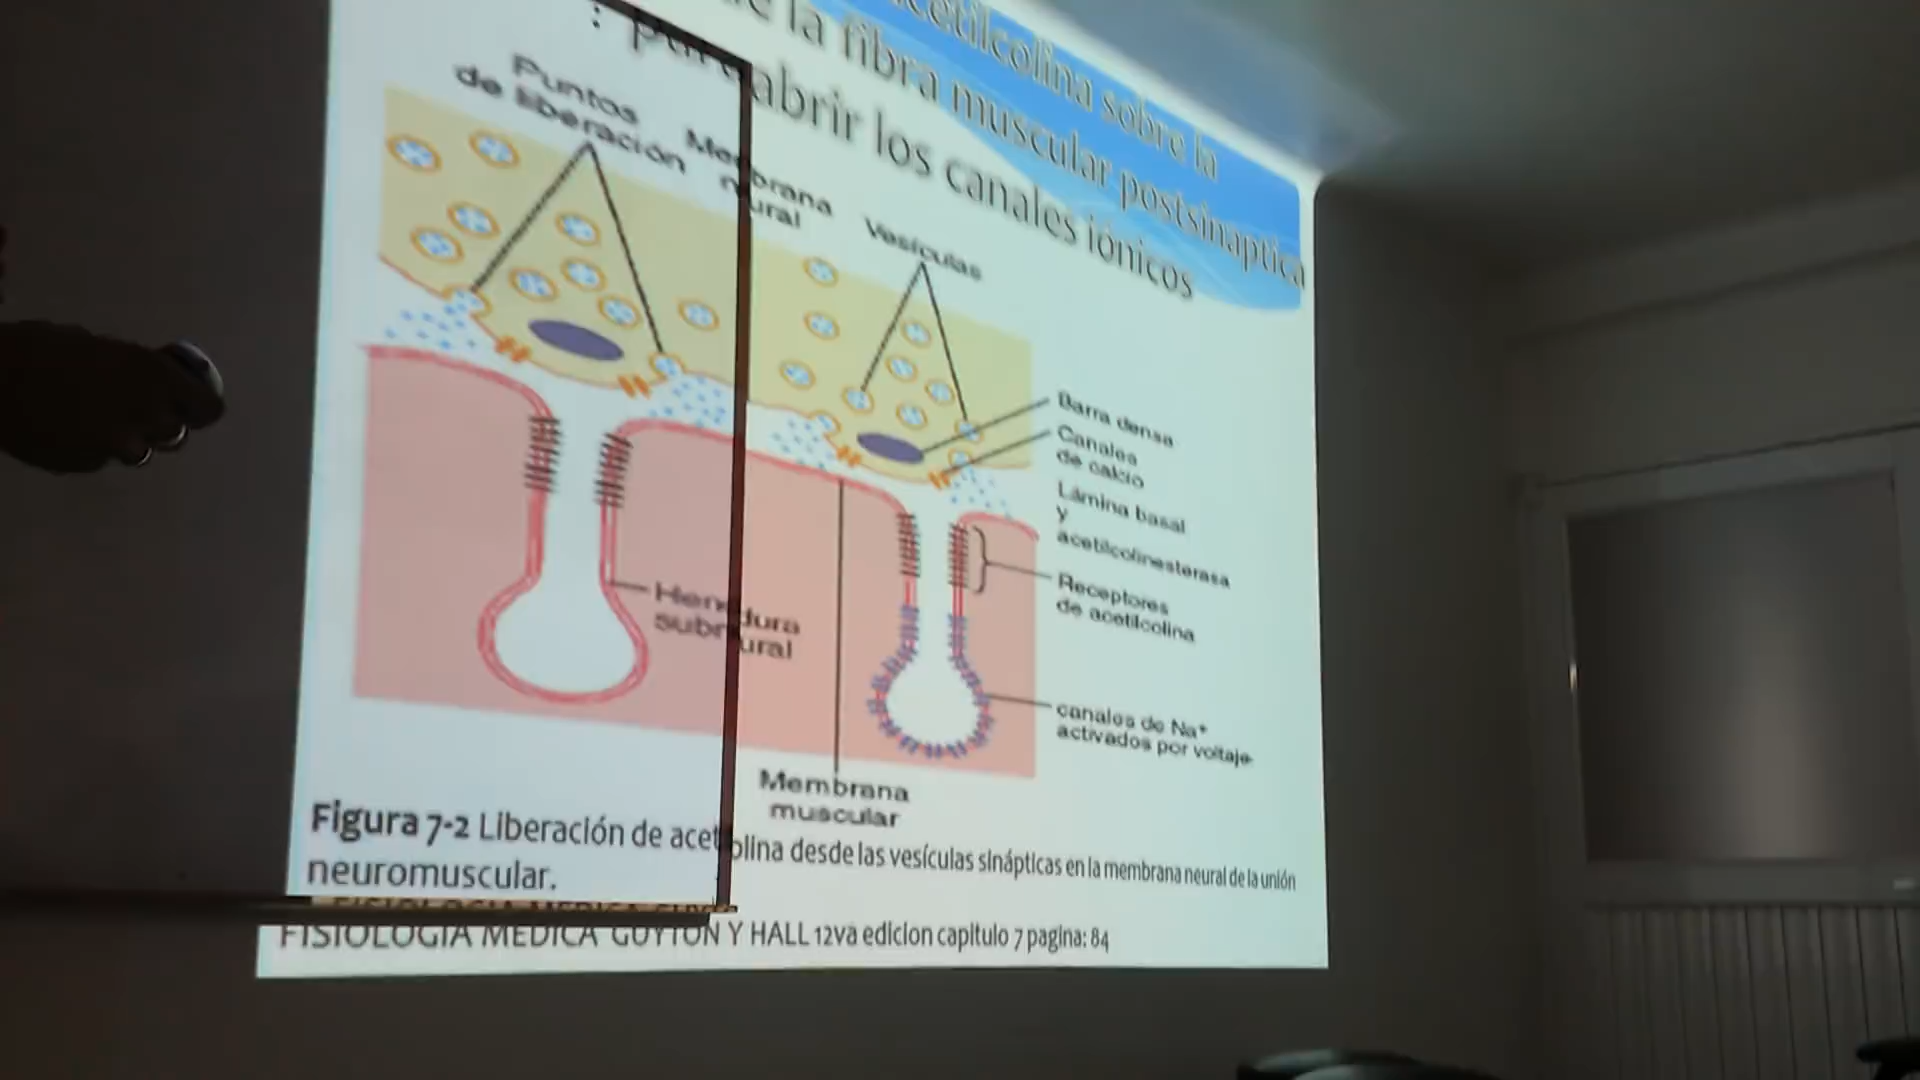 acetilcolina sobre la
la fibra muscular postsinaptica
: para abrir los canales iónicos
Puntos
de liberación
Membrana
neural
Vesículas
Barra densa
Canales
de calcio
Lámina basal
y
acetilcolinesterasa
Receptores
de acetilcolina
Hendidura
subneural
canales de Na+
activados por voltaje
Membrana
muscular
Figura 7-2 Liberación de acetilcolina desde las vesículas sinápticas en la membrana neural de la unión
neuromuscular.
FISIOLOGIA MEDICA GUYTON Y HALL 12va edicion capitulo 7 pagina: 84